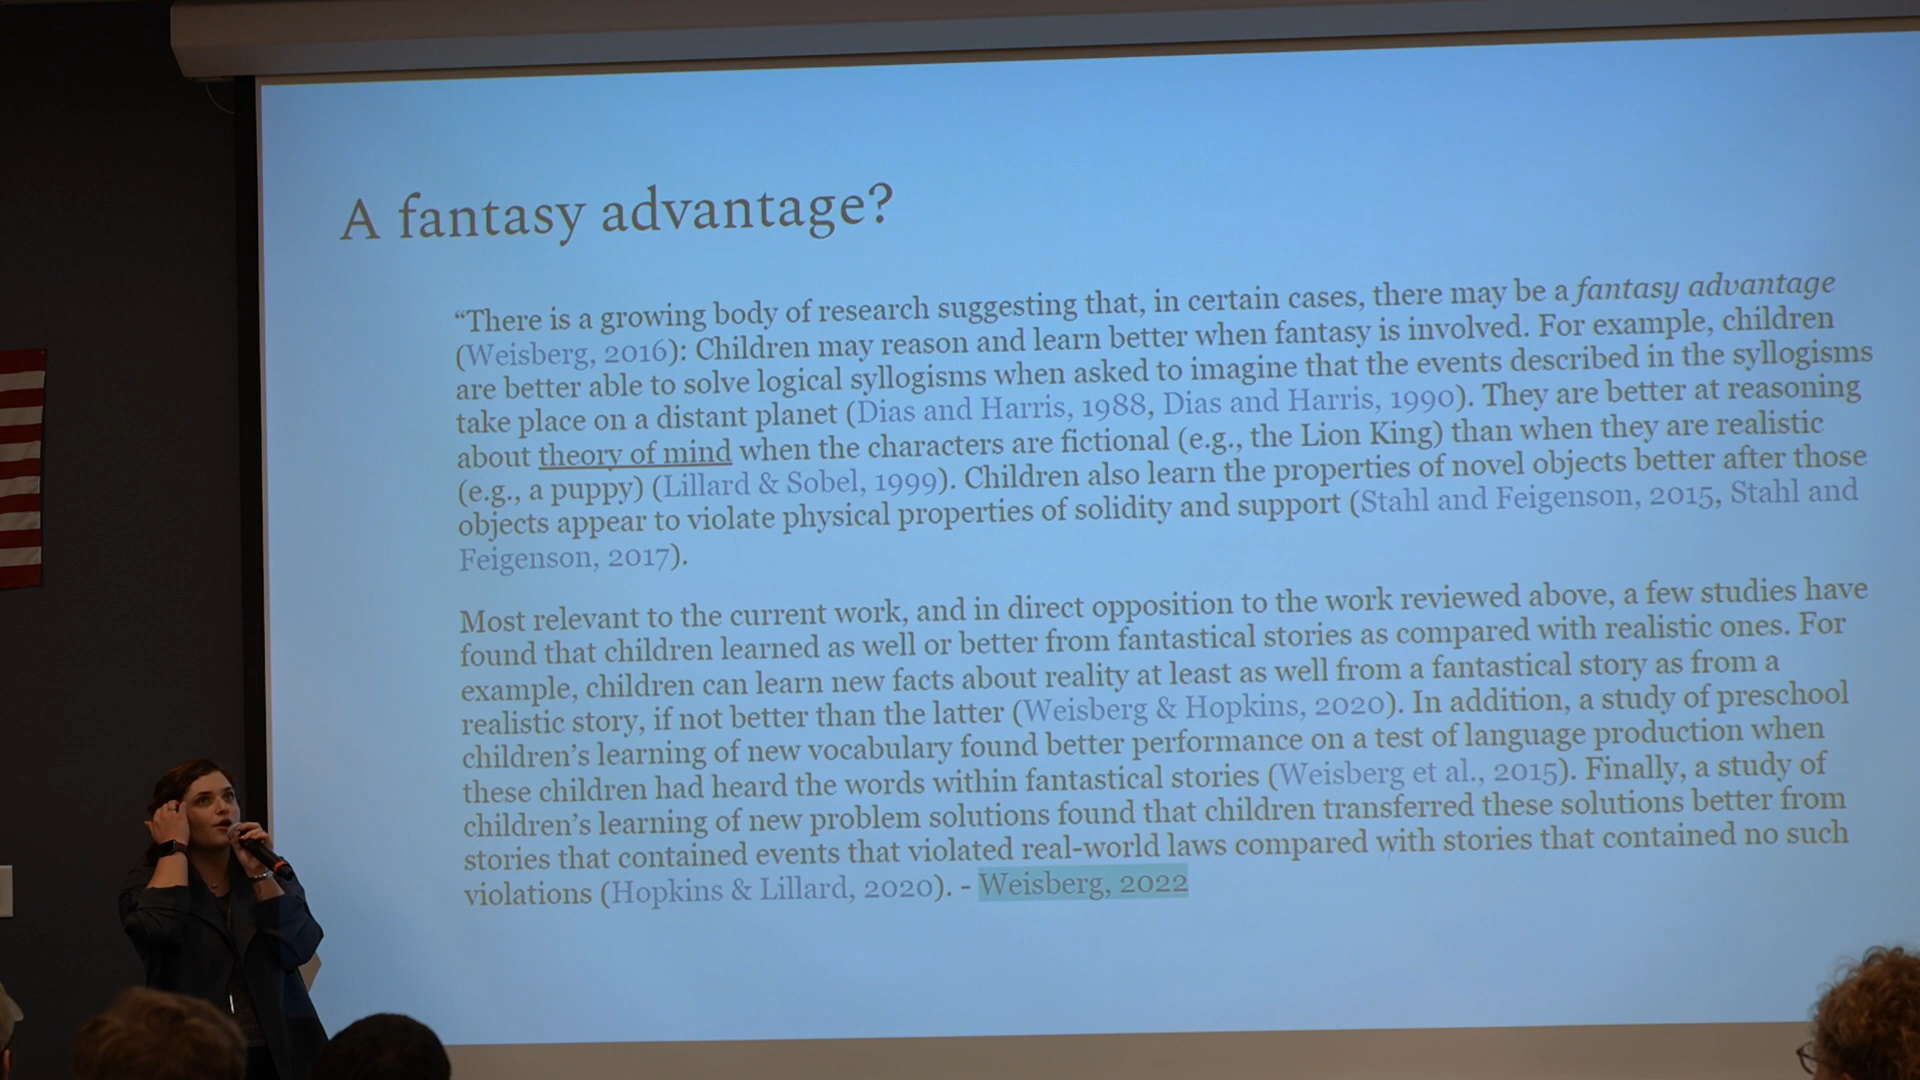 A fantasy advantage?
“There is a growing body of research suggesting that, in certain cases, there may be a fantasy advantage
(Weisberg, 2016): Children may reason and learn better when fantasy is involved. For example, children
are better able to solve logical syllogisms when asked to imagine that the events described in the syllogisms
take place on a distant planet (Dias and Harris, 1988, Dias and Harris, 1990). They are better at reasoning
about theory of mind when the characters are fictional (e.g., the Lion King) than when they are realistic
(e.g., a puppy) (Lillard & Sobel, 1999). Children also learn the properties of novel objects better after those
objects appear to violate physical properties of solidity and support (Stahl and Feigenson, 2015, Stahl and
Feigenson, 2017).
Most relevant to the current work, and in direct opposition to the work reviewed above, a few studies have
found that children learned as well or better from fantastical stories as compared with realistic ones. For
example, children can learn new facts about reality at least as well from a fantastical story as from a
realistic story, if not better than the latter (Weisberg & Hopkins, 2020). In addition, a study of preschool
children’s learning of new vocabulary found better performance on a test of language production when
these children had heard the words within fantastical stories (Weisberg et al., 2015). Finally, a study of
children’s learning of new problem solutions found that children transferred these solutions better from
stories that contained events that violated real-world laws compared with stories that contained no such
violations (Hopkins & Lillard, 2020). - Weisberg, 2022